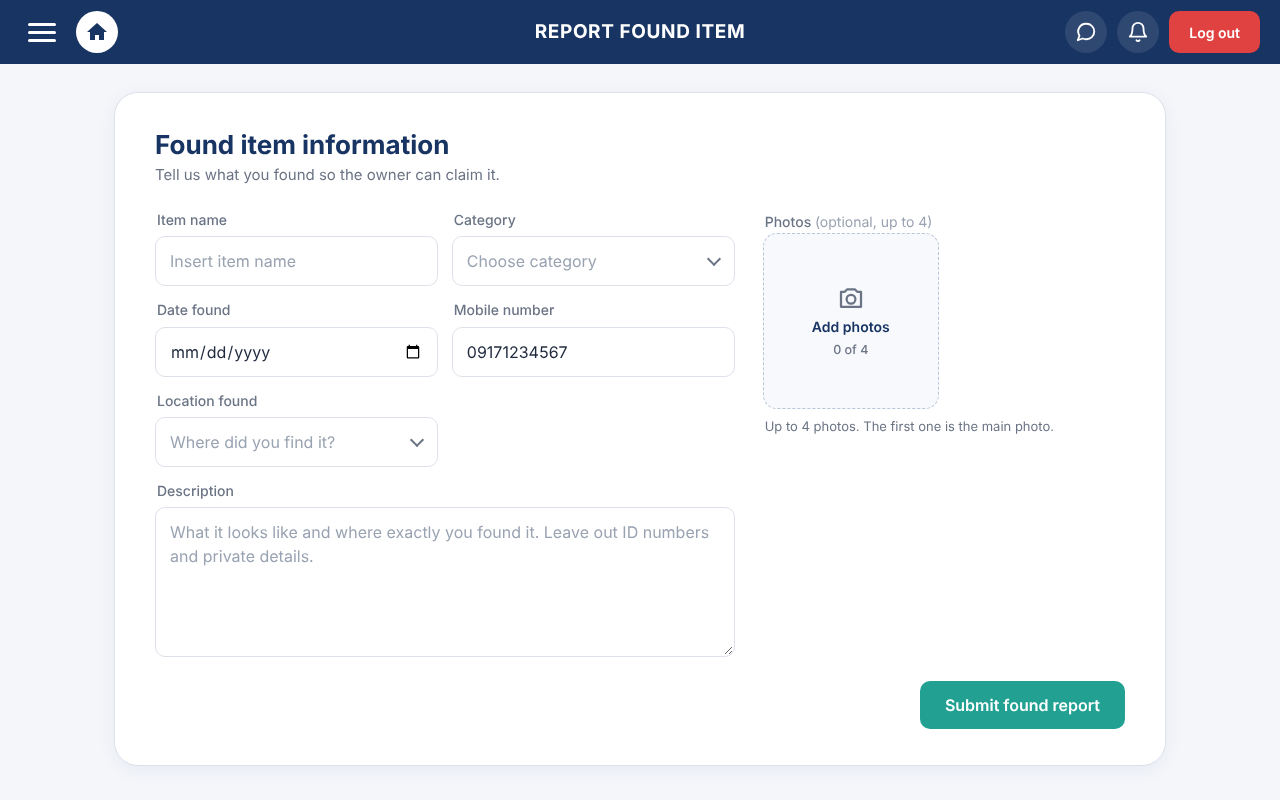 REPORT FOUND ITEM
Log out
Found item information
Tell us what you found so the owner can claim it.
Item name
Category
Photos (optional, up to 4)
Insert item name
Choose category
Add photos
0 of 4
Date found
Mobile number
mm/dd/yyyy
09171234567
Location found
Where did you find it?
Up to 4 photos. The first one is the main photo.
Description
What it looks like and where exactly you found it. Leave out ID numbers
and private details.
Submit found report